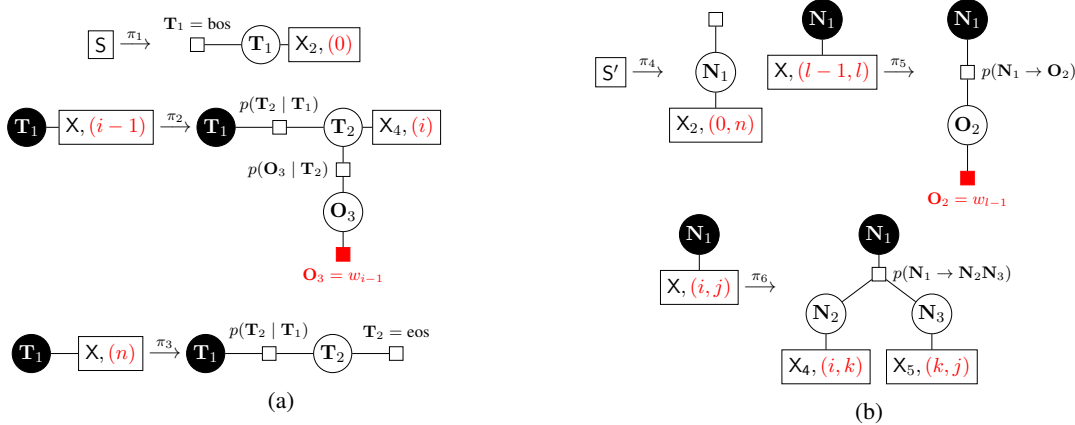 T₁ = bos
S π₁ T₁ X₂, (0)
p(T₂ | T₁)
T₁ X, (i − 1) π₂ T₁ T₂ X₄, (i)
p(O₃ | T₂)
O₃
O₃ = wᵢ₋₁
p(T₂ | T₁) T₂ = eos
T₁ X, (n) π₃ T₁ T₂
(a)
N₁ N₁
S′ π₄ N₁ X, (l − 1, l) π₅ p(N₁ → O₂)
X₂, (0, n) O₂
O₂ = wₗ₋₁
N₁ N₁
X, (i, j) π₆ p(N₁ → N₂N₃)
N₂ N₃
X₄, (i, k) X₅, (k, j)
(b)